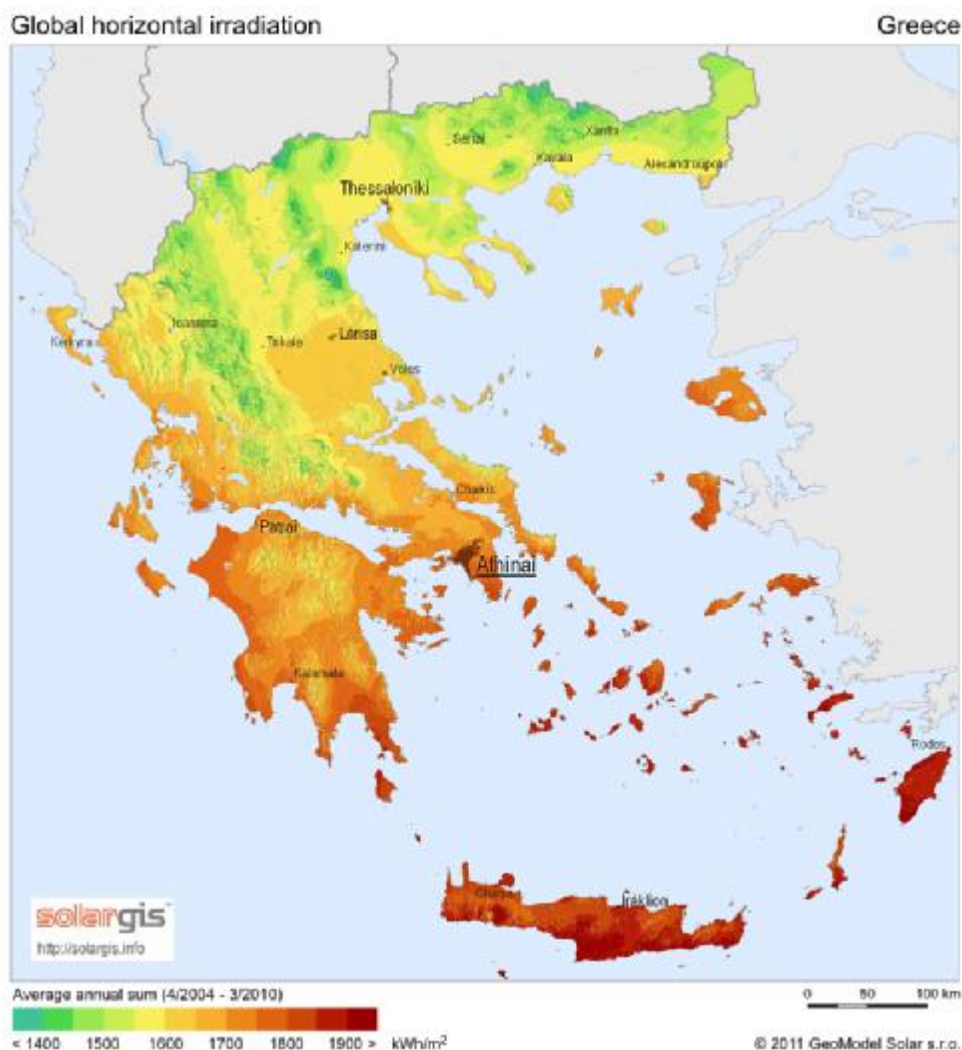 Global horizontal irradiation
Greece
Xanthi
Serrai
Kavala
Alexandroupoli
Thessaloniki
Katerini
Ioannina
Larisa
Kerkyra
Trikala
Volos
Chalkis
Patrai
Athinai
Kalamata
Rodos
Chania
Iraklion
solargis
http://solargis.info
Average annual sum (4/2004 - 3/2010)
0 50 100 km
< 1400 1500 1600 1700 1800 1900 > kWh/m²
© 2011 GeoModel Solar s.r.o.